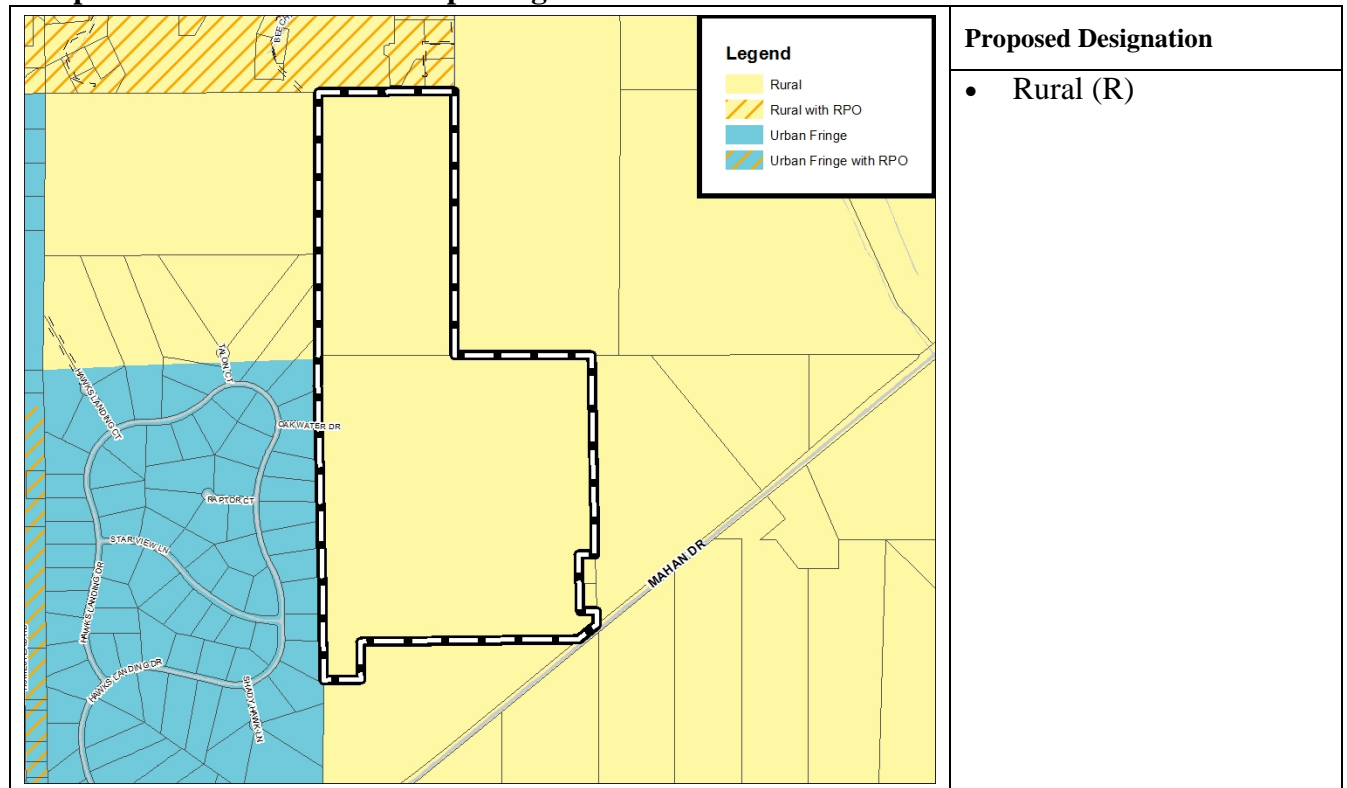 BEECH
Legend
Rural
Rural with RPO
Urban Fringe
Urban Fringe with RPO
Proposed Designation
• Rural (R)
TALON CT
HAWKS LANDING CT
OAK WATER DR
RAPTOR CT
STAR VIEW LN
HAWKS LANDING DR
HAWKS LANDING DR
SHADY HAWK LN
MAHAN DR